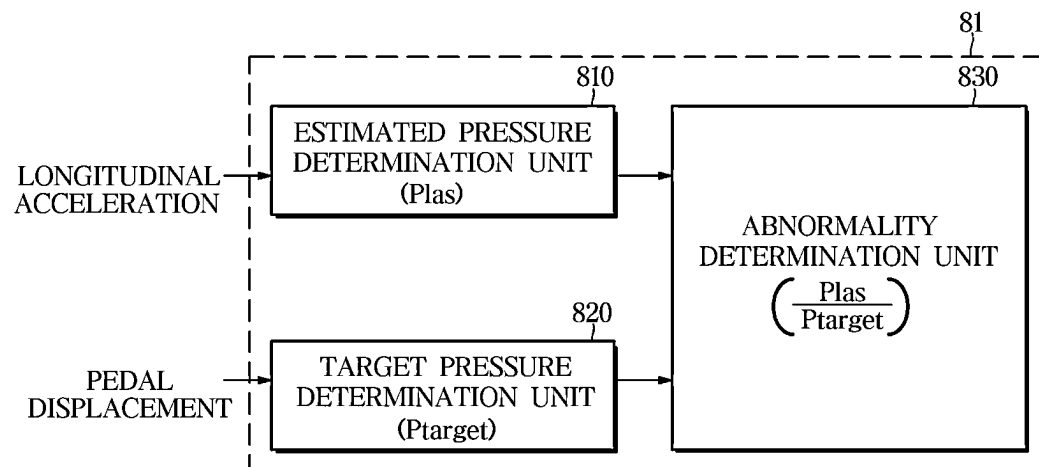 81
810
830
ESTIMATED PRESSURE
DETERMINATION UNIT
(Plas)
LONGITUDINAL
ACCELERATION
ABNORMALITY
DETERMINATION UNIT
(Plas
Ptarget)
820
TARGET PRESSURE
DETERMINATION UNIT
(Ptarget)
PEDAL
DISPLACEMENT